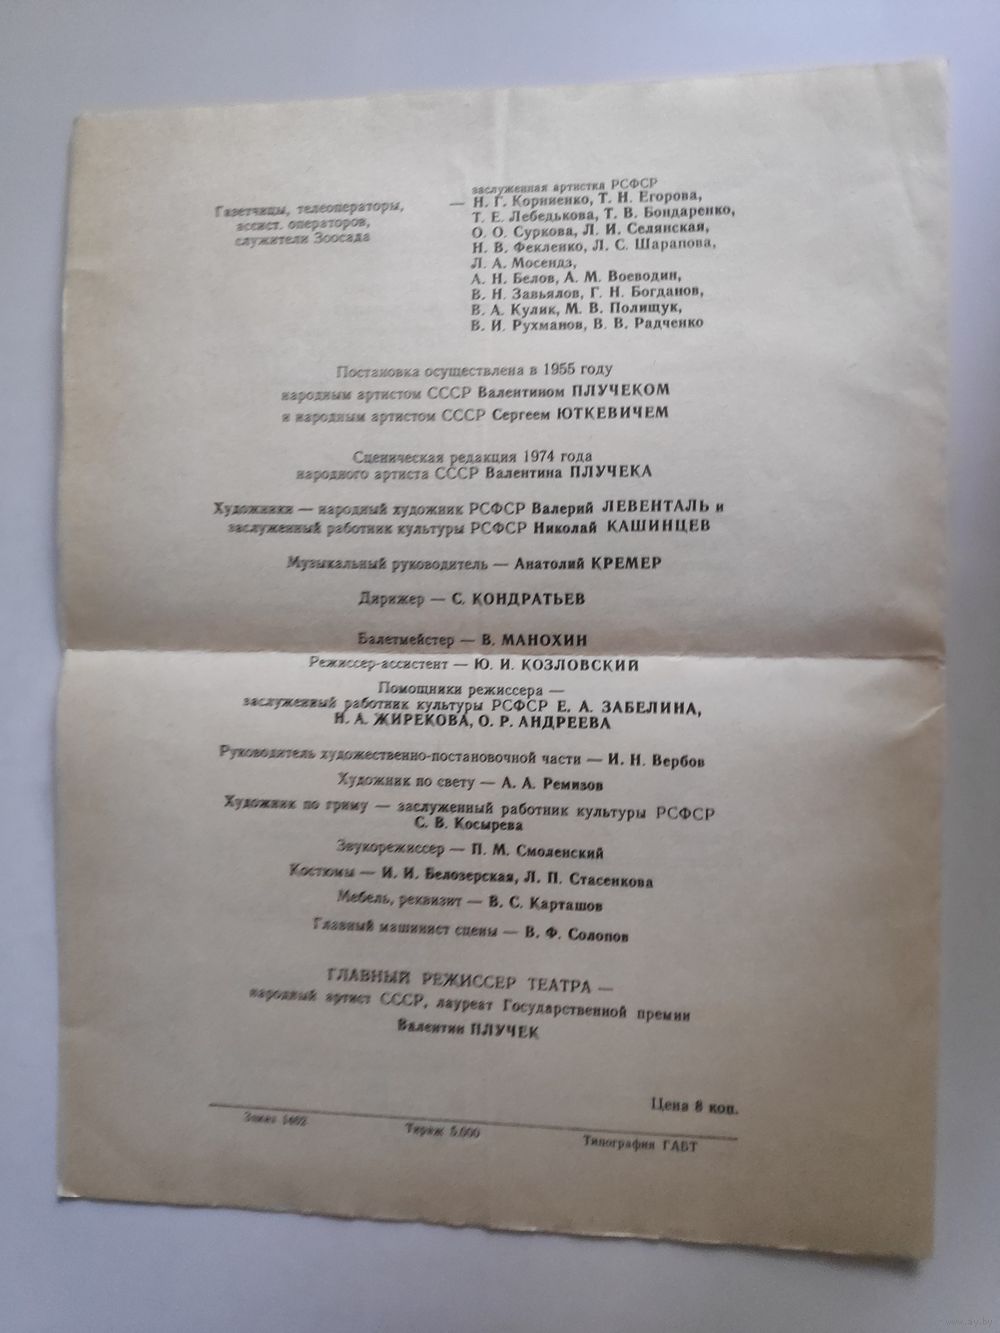 заслуженная артистка РСФСР
Газетчицы, телеоператоры, — Н. Г. Корниенко, Т. Н. Егорова,
ассист. операторов, Т. Е. Лебедькова, Т. В. Бондаренко,
служители Зоосада О. О. Суркова, Л. И. Селянская,
Н. В. Фекленко, Л. С. Шарапова,
Л. А. Мосендз,
А. Н. Белов, А. М. Воеводин,
В. Н. Завьялов, Г. Н. Богданов,
В. А. Кулик, М. В. Полищук,
В. И. Рухманов, В. В. Радченко
Постановка осуществлена в 1955 году
народным артистом СССР Валентином ПЛУЧЕКОМ
и народным артистом СССР Сергеем ЮТКЕВИЧЕМ
Сценическая редакция 1974 года
народного артиста СССР Валентина ПЛУЧЕКА
Художники — народный художник РСФСР Валерий ЛЕВЕНТАЛЬ и
заслуженный работник культуры РСФСР Николай КАШИНЦЕВ
Музыкальный руководитель — Анатолий КРЕМЕР
Дирижер — С. КОНДРАТЬЕВ
Балетмейстер — В. МАНОХИН
Режиссер-ассистент — Ю. И. КОЗЛОВСКИЙ
Помощники режиссера —
заслуженный работник культуры РСФСР Е. А. ЗАБЕЛИНА,
Н. А. ЖИРЕКОВА, О. Р. АНДРЕЕВА
Руководитель художественно-постановочной части — И. Н. Вербов
Художник по свету — А. А. Ремизов
Художник по гриму — заслуженный работник культуры РСФСР
С. В. Косырева
Звукорежиссер — П. М. Смоленский
Костюмы — И. И. Белозерская, Л. П. Стасенкова
Мебель, реквизит — В. С. Карташов
Главный машинист сцены — В. Ф. Солопов
ГЛАВНЫЙ РЕЖИССЕР ТЕАТРА —
народный артист СССР, лауреат Государственной премии
Валентин ПЛУЧЕК
Цена 8 коп.
Заказ Тираж 5.000 Типография ГАБТ
www.ay.by